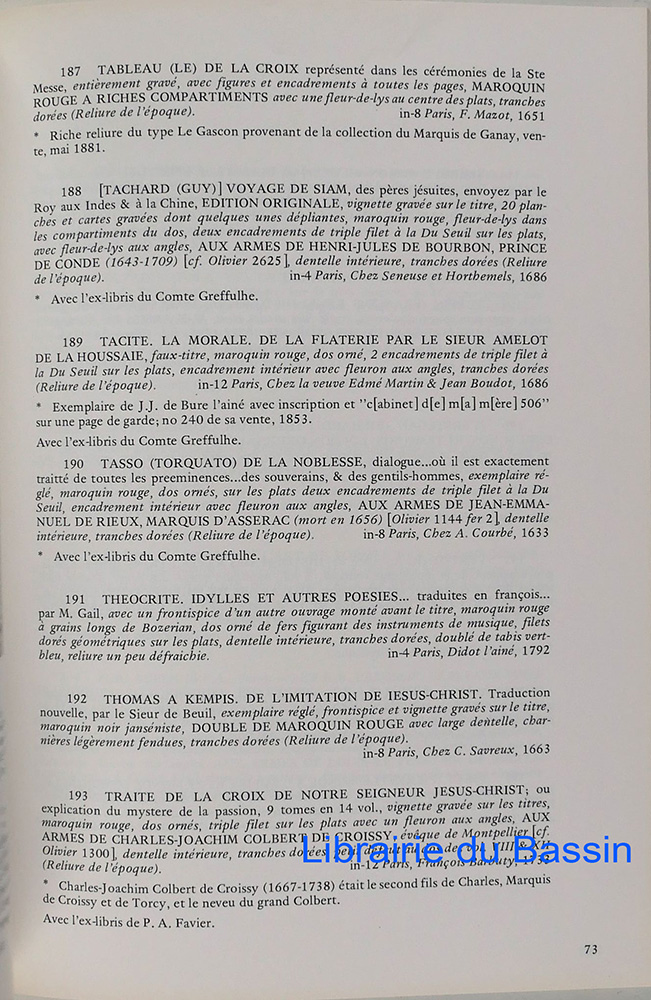 187 TABLEAU (LE) DE LA CROIX représenté dans les cérémonies de la Ste
Messe, entièrement gravé, avec figures et encadrements à toutes les pages, MAROQUIN
ROUGE A RICHES COMPARTIMENTS avec une fleur-de-lys au centre des plats, tranches
dorées (Reliure de l'époque). in-8 Paris, F. Mazot, 1651
* Riche reliure du type Le Gascon provenant de la collection du Marquis de Ganay, ven-
te, mai 1881.
188 [TACHARD (GUY)] VOYAGE DE SIAM, des pères jésuites, envoyez par le
Roy aux Indes & à la Chine, EDITION ORIGINALE, vignette gravée sur le titre, 20 plan-
ches et cartes gravées dont quelques unes dépliantes, maroquin rouge, fleur-de-lys dans
les compartiments du dos, deux encadrements de triple filet à la Du Seuil sur les plats,
avec fleur-de-lys aux angles, AUX ARMES DE HENRI-JULES DE BOURBON, PRINCE
DE CONDE (1643-1709) [cf. Olivier 2625], dentelle intérieure, tranches dorées (Reliure
de l'époque). in-4 Paris, Chez Seneuse et Horthemels, 1686
* Avec l'ex-libris du Comte Greffulhe.
189 TACITE. LA MORALE. DE LA FLATERIE PAR LE SIEUR AMELOT
DE LA HOUSSAIE, faux-titre, maroquin rouge, dos orné, 2 encadrements de triple filet à
la Du Seuil sur les plats, encadrement intérieur avec fleuron aux angles, tranches dorées
(Reliure de l'époque). in-12 Paris, Chez la veuve Edmé Martin & Jean Boudot, 1686
* Exemplaire de J.J. de Bure l'ainé avec inscription et "c[abinet] d[e] m[a] m[ère] 506"
sur une page de garde; no 240 de sa vente, 1853.
Avec l'ex-libris du Comte Greffulhe.
190 TASSO (TORQUATO) DE LA NOBLESSE, dialogue...où il est exactement
traitté de toutes les preeminences...des souverains, & des gentils-hommes, exemplaire ré-
glé, maroquin rouge, dos ornés, sur les plats deux encadrements de triple filet à la Du
Seuil, encadrement intérieur avec fleuron aux angles, AUX ARMES DE JEAN-EMMA-
NUEL DE RIEUX, MARQUIS D'ASSERAC (mort en 1656) [Olivier 1144 fer 2], dentelle
intérieure, tranches dorées (Reliure de l'époque). in-8 Paris, Chez A. Courbé, 1633
* Avec l'ex-libris du Comte Greffulhe.
191 THEOCRITE. IDYLLES ET AUTRES POESIES... traduites en françois...
par M. Gail, avec un frontispice d'un autre ouvrage monté avant le titre, maroquin rouge
à grains longs de Bozerian, dos orné de fers figurant des instruments de musique, filets
dorés géométriques sur les plats, dentelle intérieure, tranches dorées, doublé de tabis vert-
bleu, reliure un peu défraichie. in-4 Paris, Didot l'ainé, 1792
192 THOMAS A KEMPIS. DE L'IMITATION DE IESUS-CHRIST. Traduction
nouvelle, par le Sieur de Beuil, exemplaire réglé, frontispice et vignette gravés sur le titre,
maroquin noir janséniste, DOUBLE DE MAROQUIN ROUGE avec large dentelle, char-
nières légèrement fendues, tranches dorées (Reliure de l'époque).
in-8 Paris, Chez C. Savreux, 1663
193 TRAITE DE LA CROIX DE NOTRE SEIGNEUR JESUS-CHRIST; ou
explication du mystere de la passion, 9 tomes en 14 vol., vignette gravée sur les titres,
maroquin rouge, dos ornés, triple filet sur les plats avec un fleuron aux angles, AUX
ARMES DE CHARLES-JOACHIM COLBERT DE CROISSY, évêque de Montpellier [cf.
Olivier 1300], dentelle intérieure, tranches dorées
(Reliure de l'époque). in-12 Paris, François Barbuty,
Librairie du Bassin
* Charles-Joachim Colbert de Croissy (1667-1738) était le second fils de Charles, Marquis
de Croissy et de Torcy, et le neveu du grand Colbert.
Avec l'ex-libris de P. A. Favier.
73